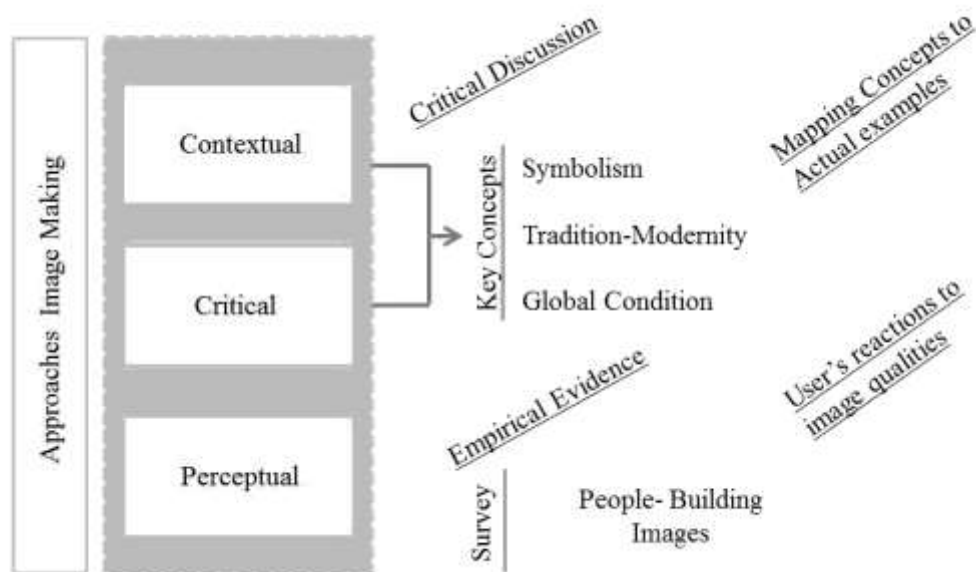 Approaches Image Making
Contextual
Critical
Perceptual
Critical Discussion
Key Concepts
Symbolism
Tradition-Modernity
Global Condition
Mapping Concepts to
Actual examples
Empirical Evidence
Survey
People- Building
Images
User's reactions to
image qualities